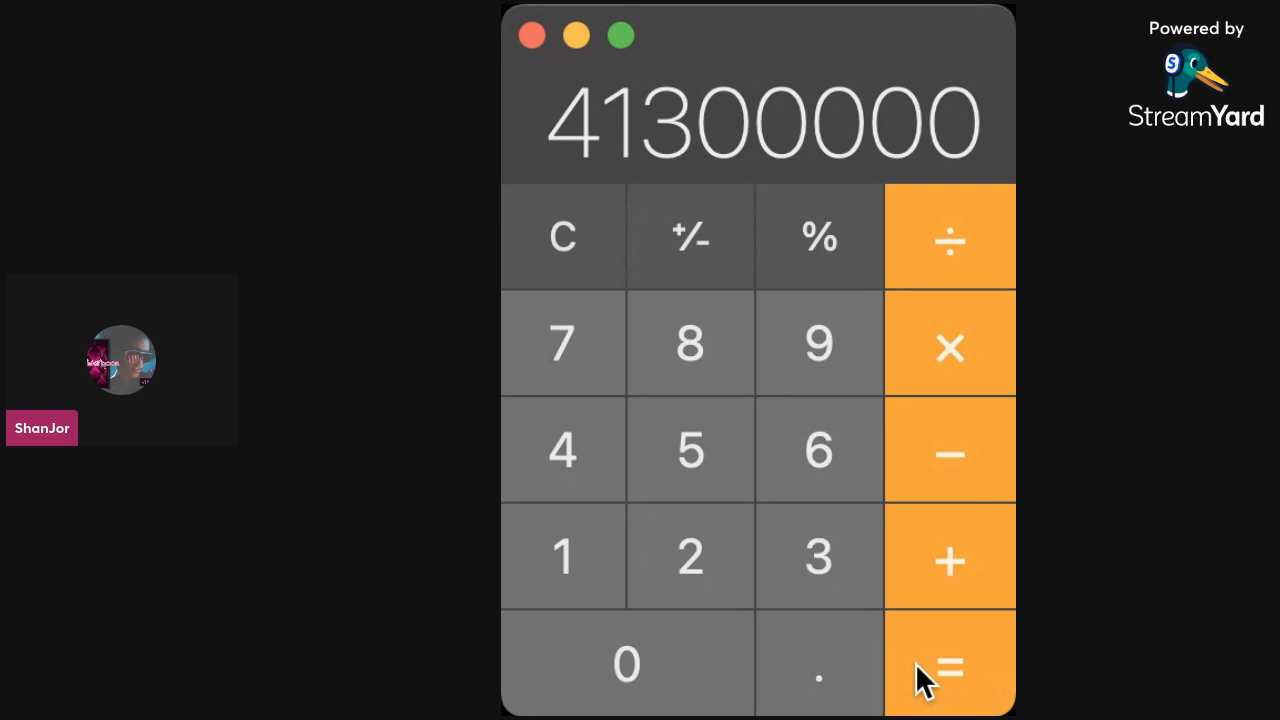 Powered by
StreamYard
41300000
C +/- % ÷
7 8 9 ×
4 5 6 −
1 2 3 +
0 . =
ShanJor